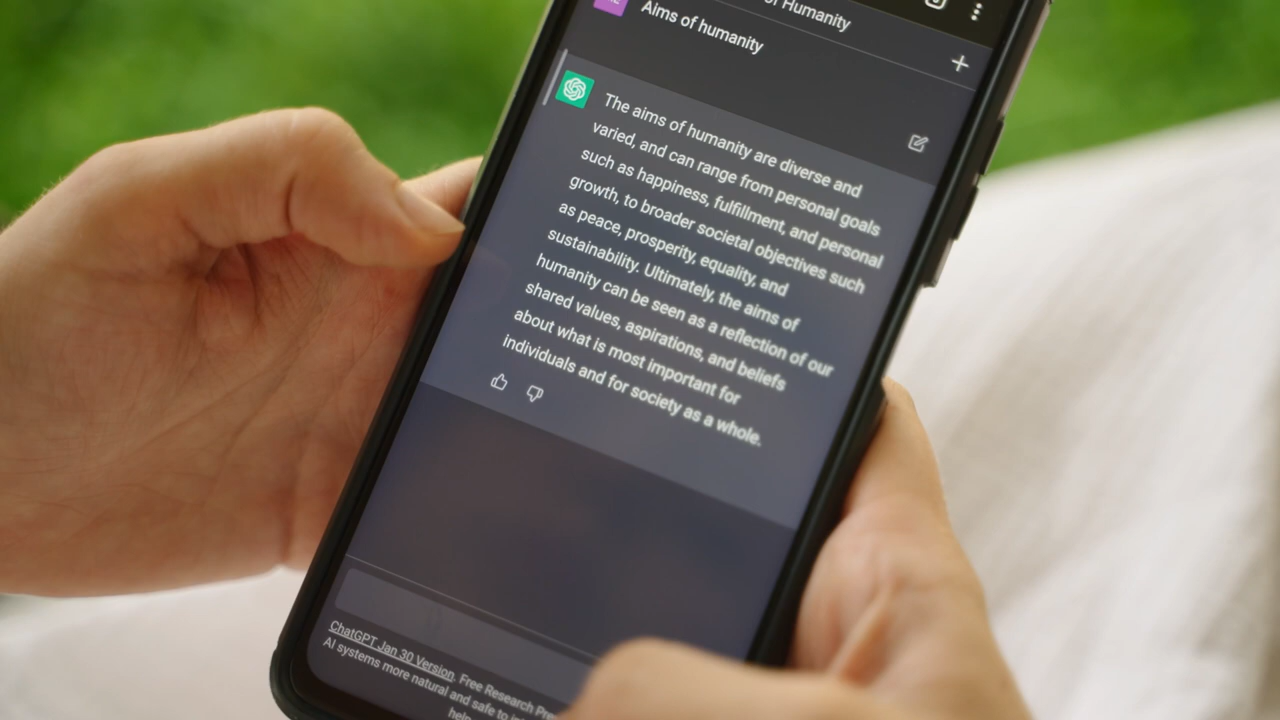 of Humanity
Aims of humanity
The aims of humanity are diverse and
varied, and can range from personal goals
such as happiness, fulfillment, and personal
growth, to broader societal objectives such
as peace, prosperity, equality, and
sustainability. Ultimately, the aims of
humanity can be seen as a reflection of our
shared values, aspirations, and beliefs
about what is most important for
individuals and for society as a whole.
ChatGPT Jan 30 Version. Free Research Pre
AI systems more natural and safe to in
help